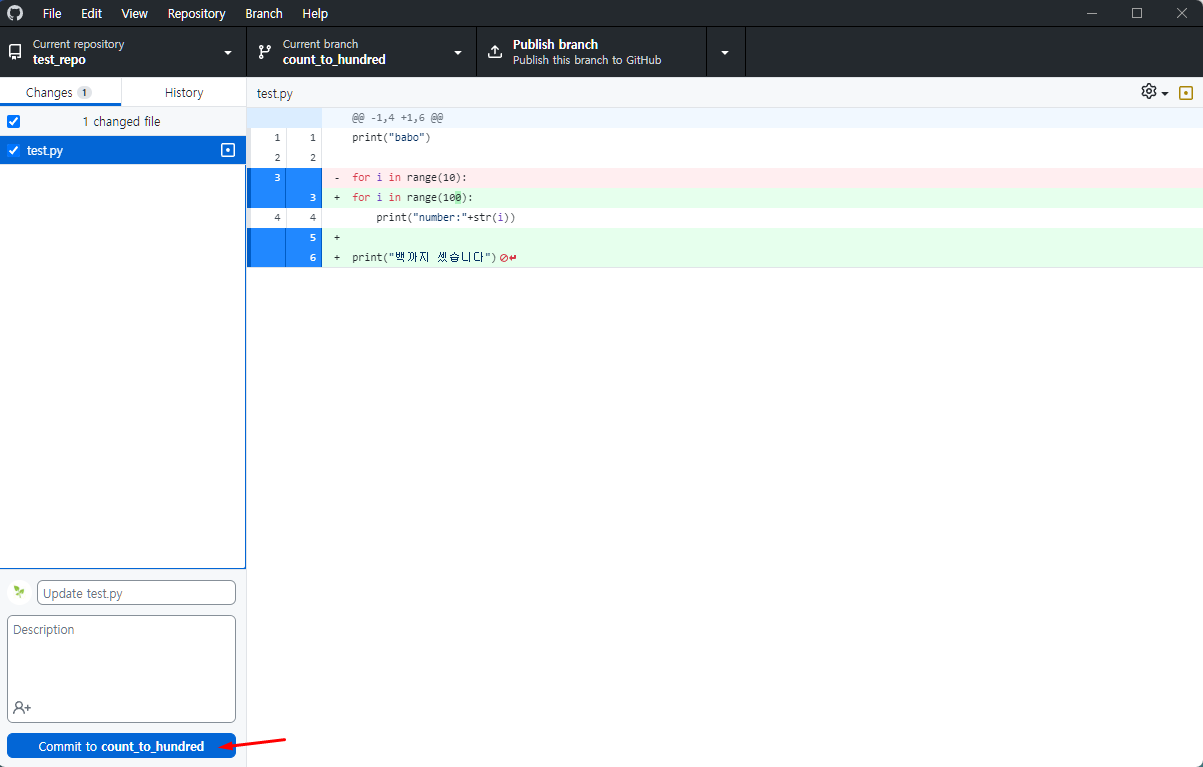 File Edit View Repository Branch Help
Current repository
test_repo
Current branch
count_to_hundred
Publish branch
Publish this branch to GitHub
Changes 1 History
test.py
1 changed file
test.py
@@ -1,4 +1,6 @@
1 1 print("babo")
2 2
3 - for i in range(10):
3 + for i in range(100):
4 4 print("number:"+str(i))
5 +
6 + print("백까지 셌습니다")
Update test.py
Description
Commit to count_to_hundred